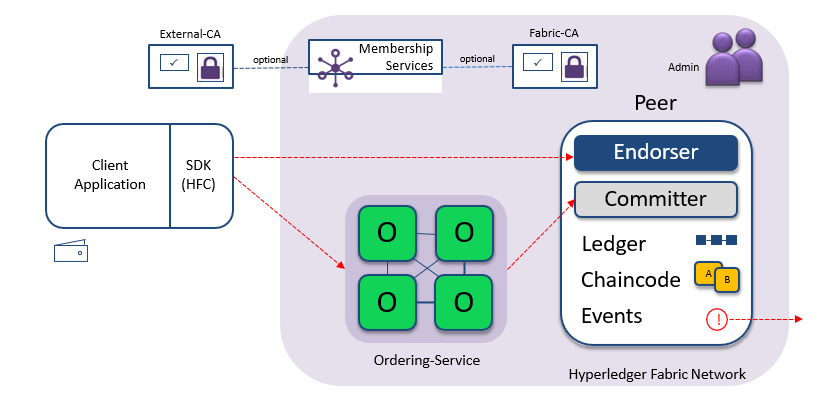 External-CA
optional
Membership
Services
optional
Fabric-CA
Admin
Peer
Client
Application
SDK
(HFC)
Endorser
Committer
Ledger
Chaincode
A
B
Events
!
O
O
O
O
Ordering-Service
Hyperledger Fabric Network